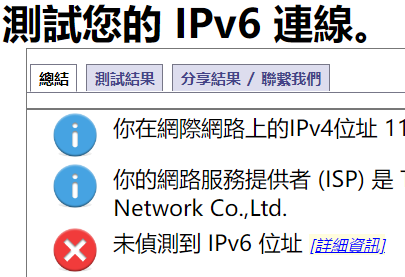 測試您的 IPv6 連線。
總結 測試結果 分享結果 / 聯繫我們
你在網際網路上的IPv4位址 11
你的網路服務提供者 (ISP) 是 T
Network Co.,Ltd.
未偵測到 IPv6 位址 [詳細資訊]